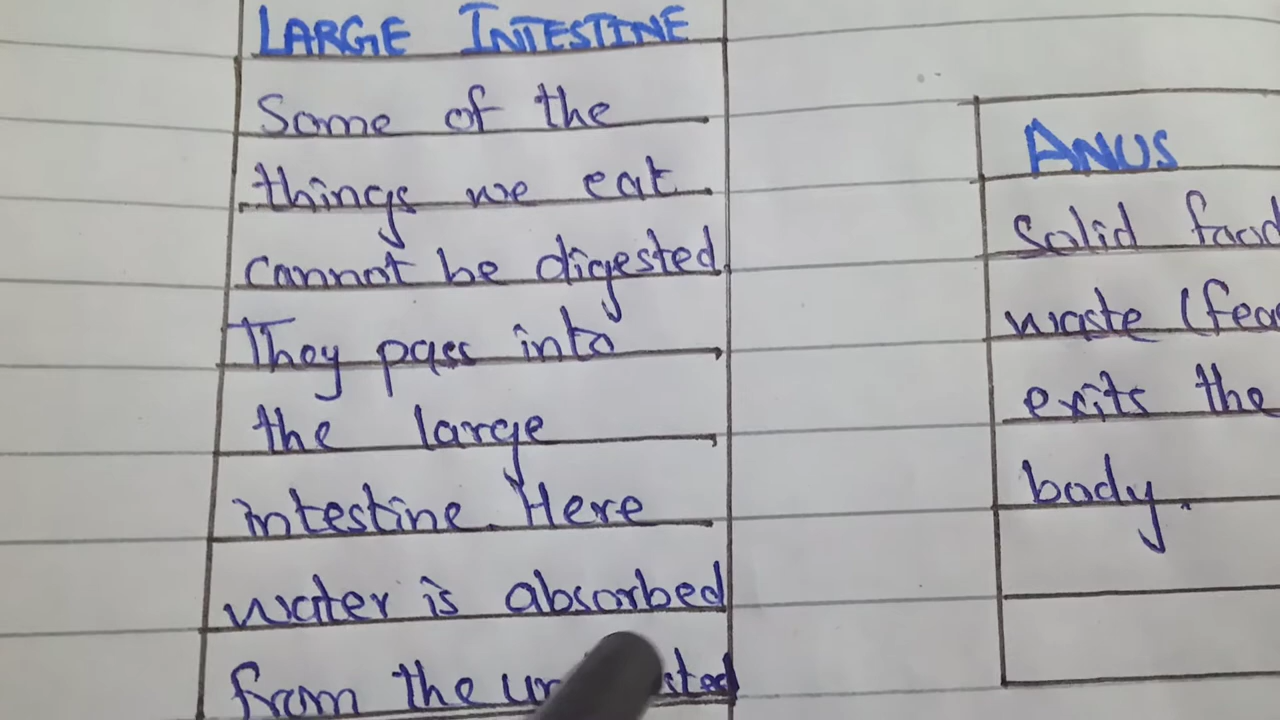 LARGE INTESTINE
Some of the
things we eat
cannot be digested
They pass into
the large
intestine. Here
water is absorbed
from the
ANUS
Solid food
waste
exits the
body.